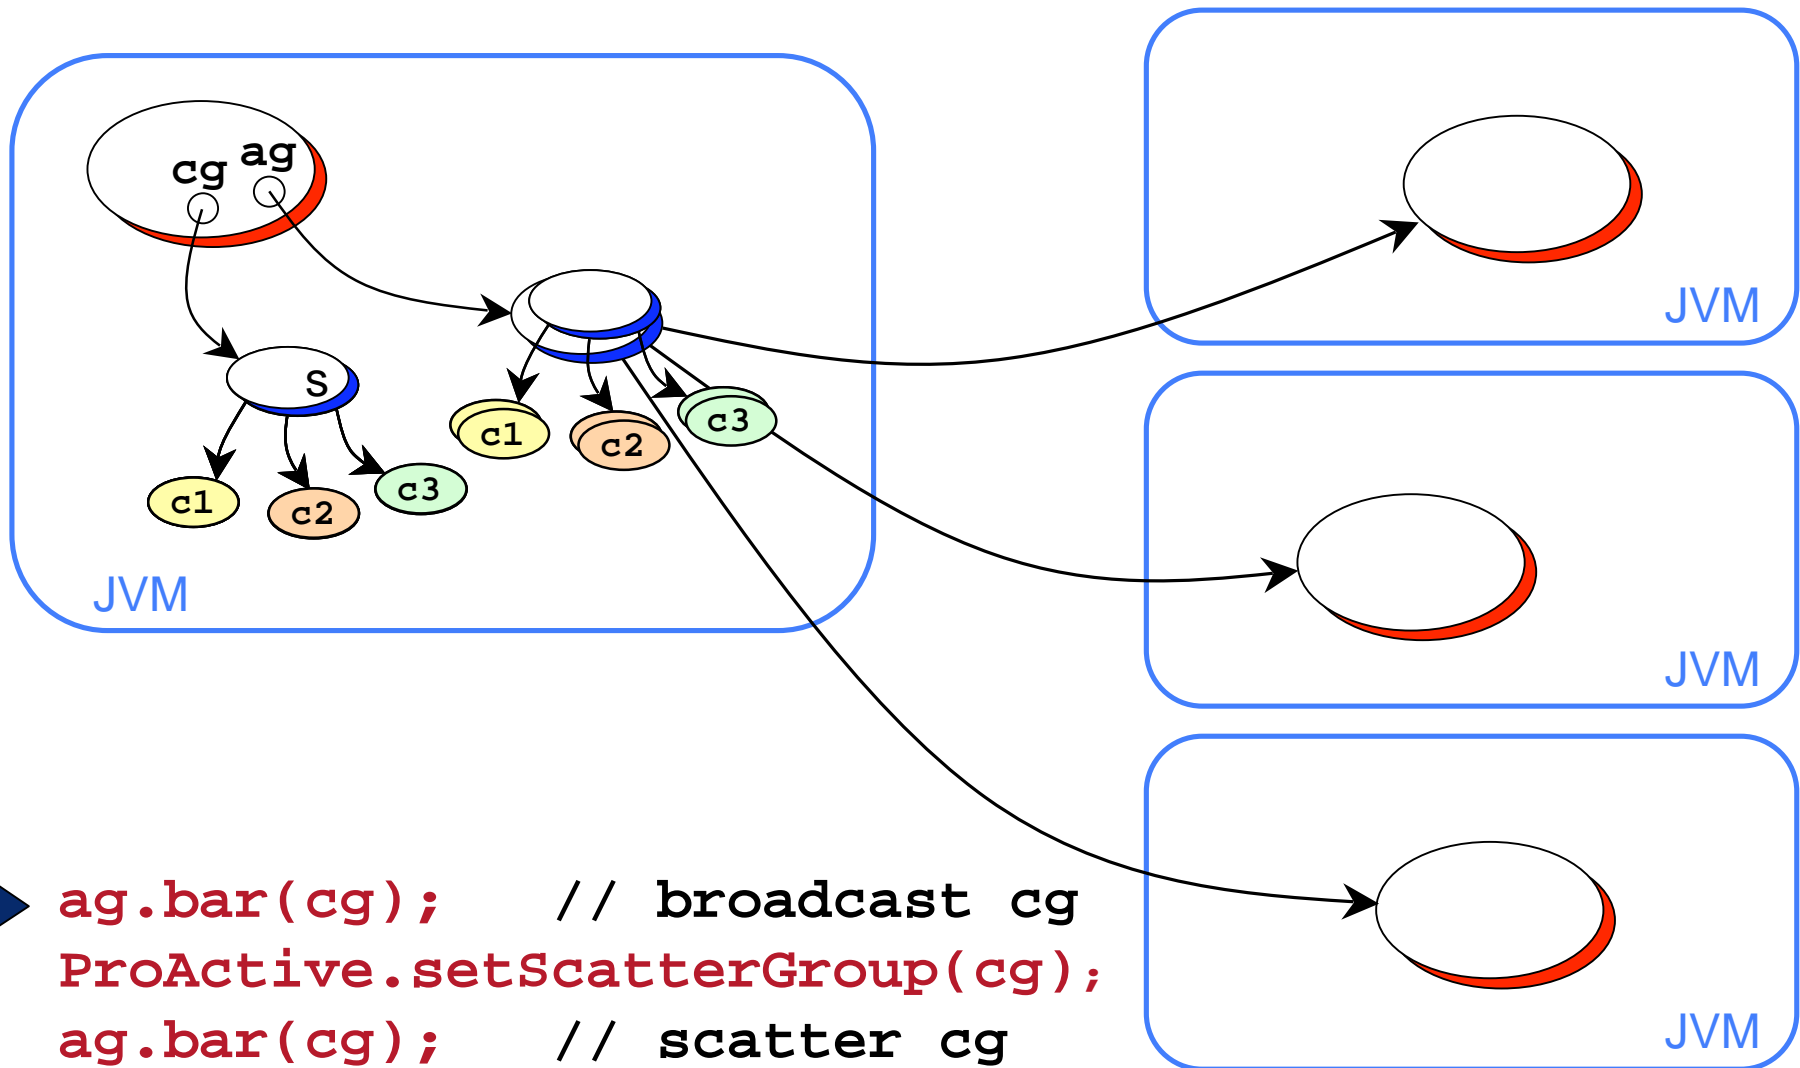 cg ag
JVM
s
c1 c2 c3
c1 c2 c3
JVM
JVM
JVM
ag.bar(cg); // broadcast cg
ProActive.setScatterGroup(cg);
ag.bar(cg); // scatter cg